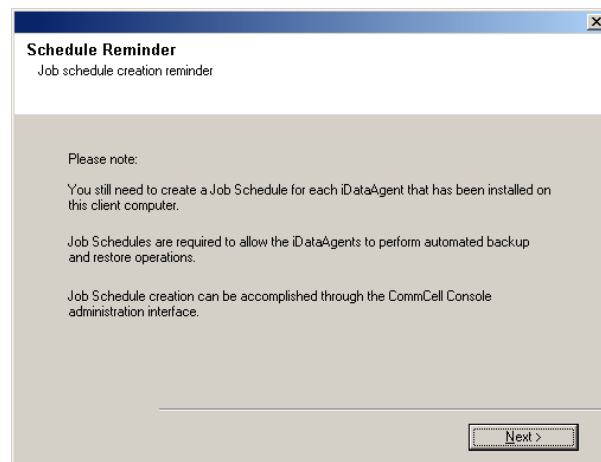 Schedule Reminder
Job schedule creation reminder
Please note:
You still need to create a Job Schedule for each iDataAgent that has been installed on
this client computer.
Job Schedules are required to allow the iDataAgents to perform automated backup
and restore operations.
Job Schedule creation can be accomplished through the CommCell Console
administration interface.
Next >